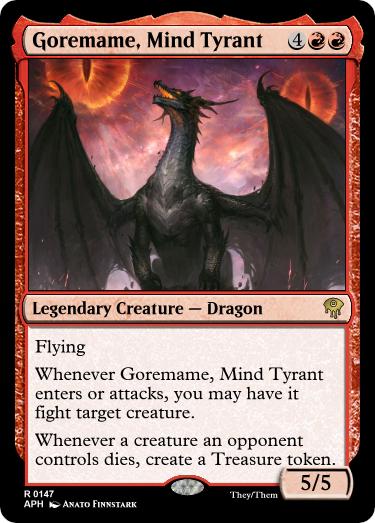 Goremame, Mind Tyrant 4
Legendary Creature — Dragon
Flying
Whenever Goremame, Mind Tyrant
enters or attacks, you may have it
fight target creature.
Whenever a creature an opponent
controls dies, create a Treasure token.
5/5
R 0147
APH Anato Finnstark
They/Them